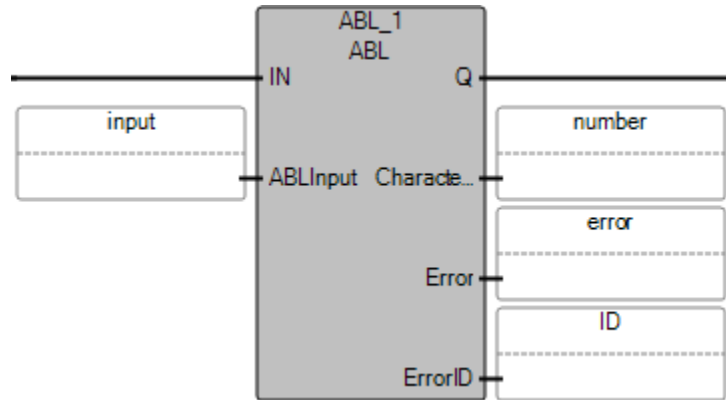 ABL_1
ABL
IN Q
input number
ABLInput Characte...
error
Error
ID
ErrorID